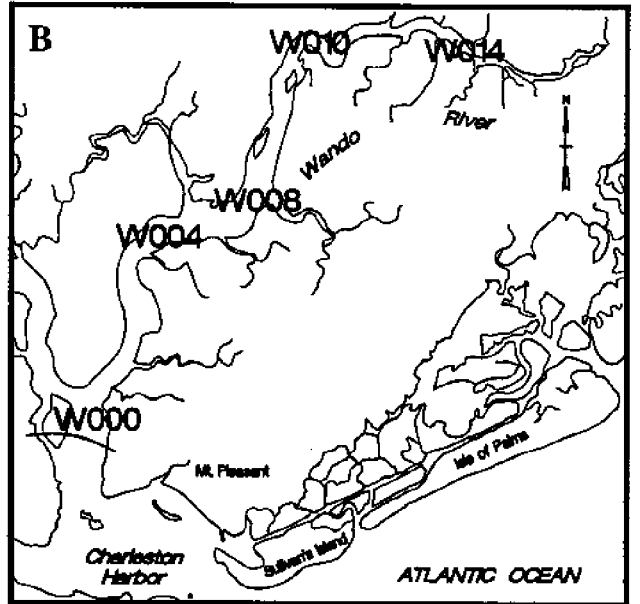 B
W010
W014
River
Wando
N
W008
W004
W000
Mt. Pleasant
Isle of Palms
Sullivan's Island
Charleston
Harbor
ATLANTIC OCEAN